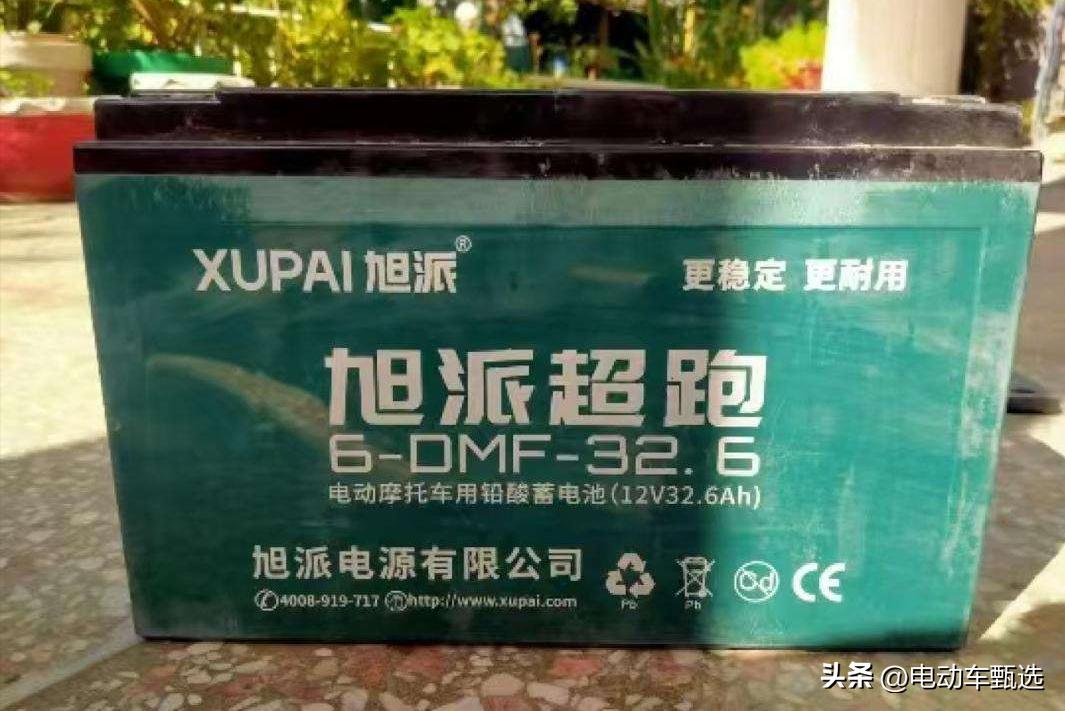 XUPAI 旭派®
更稳定 更耐用
旭派超跑
6-DMF-32.6
电动摩托车用铅酸蓄电池(12V32.6Ah)
旭派电源有限公司
4008-919-717 http://www.xupai.com
Pb
Pb
Cd
CE
头条 @电动车甄选